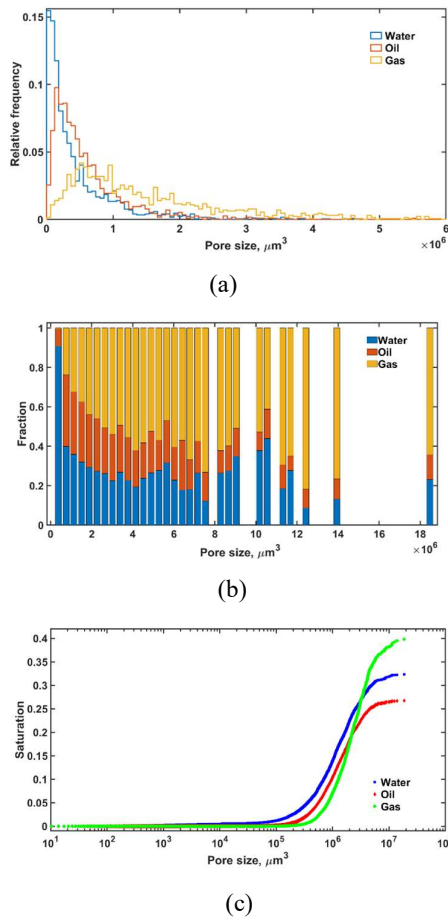 0.15
0.1
0.05
0
Relative frequency
Water
Oil
Gas
0 1 2 3 4 5 6
×10⁶
Pore size, μm³
(a)
1
0.8
0.6
0.4
0.2
0
Fraction
Water
Oil
Gas
0 2 4 6 8 10 12 14 16 18
×10⁶
Pore size, μm³
(b)
0.4
0.35
0.3
0.25
0.2
0.15
0.1
0.05
0
Saturation
Water
Oil
Gas
10¹ 10² 10³ 10⁴ 10⁵ 10⁶ 10⁷ 10⁸
Pore size, μm³
(c)